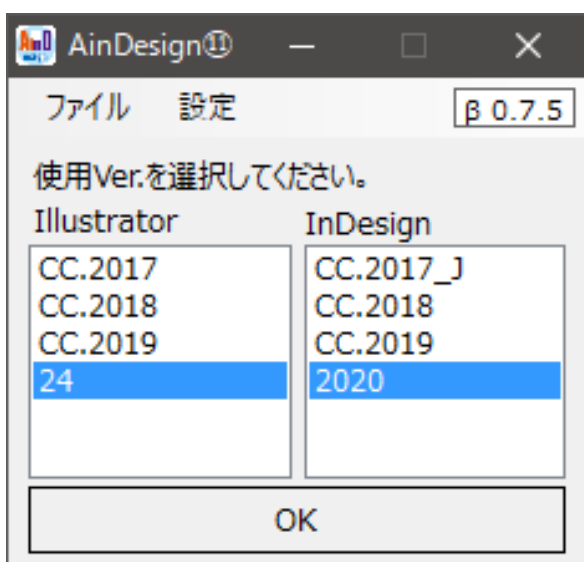 AinDesign⑪
ファイル 設定 β 0.7.5
使用Ver.を選択してください。
Illustrator InDesign
CC.2017 CC.2017_J
CC.2018 CC.2018
CC.2019 CC.2019
24 2020
OK